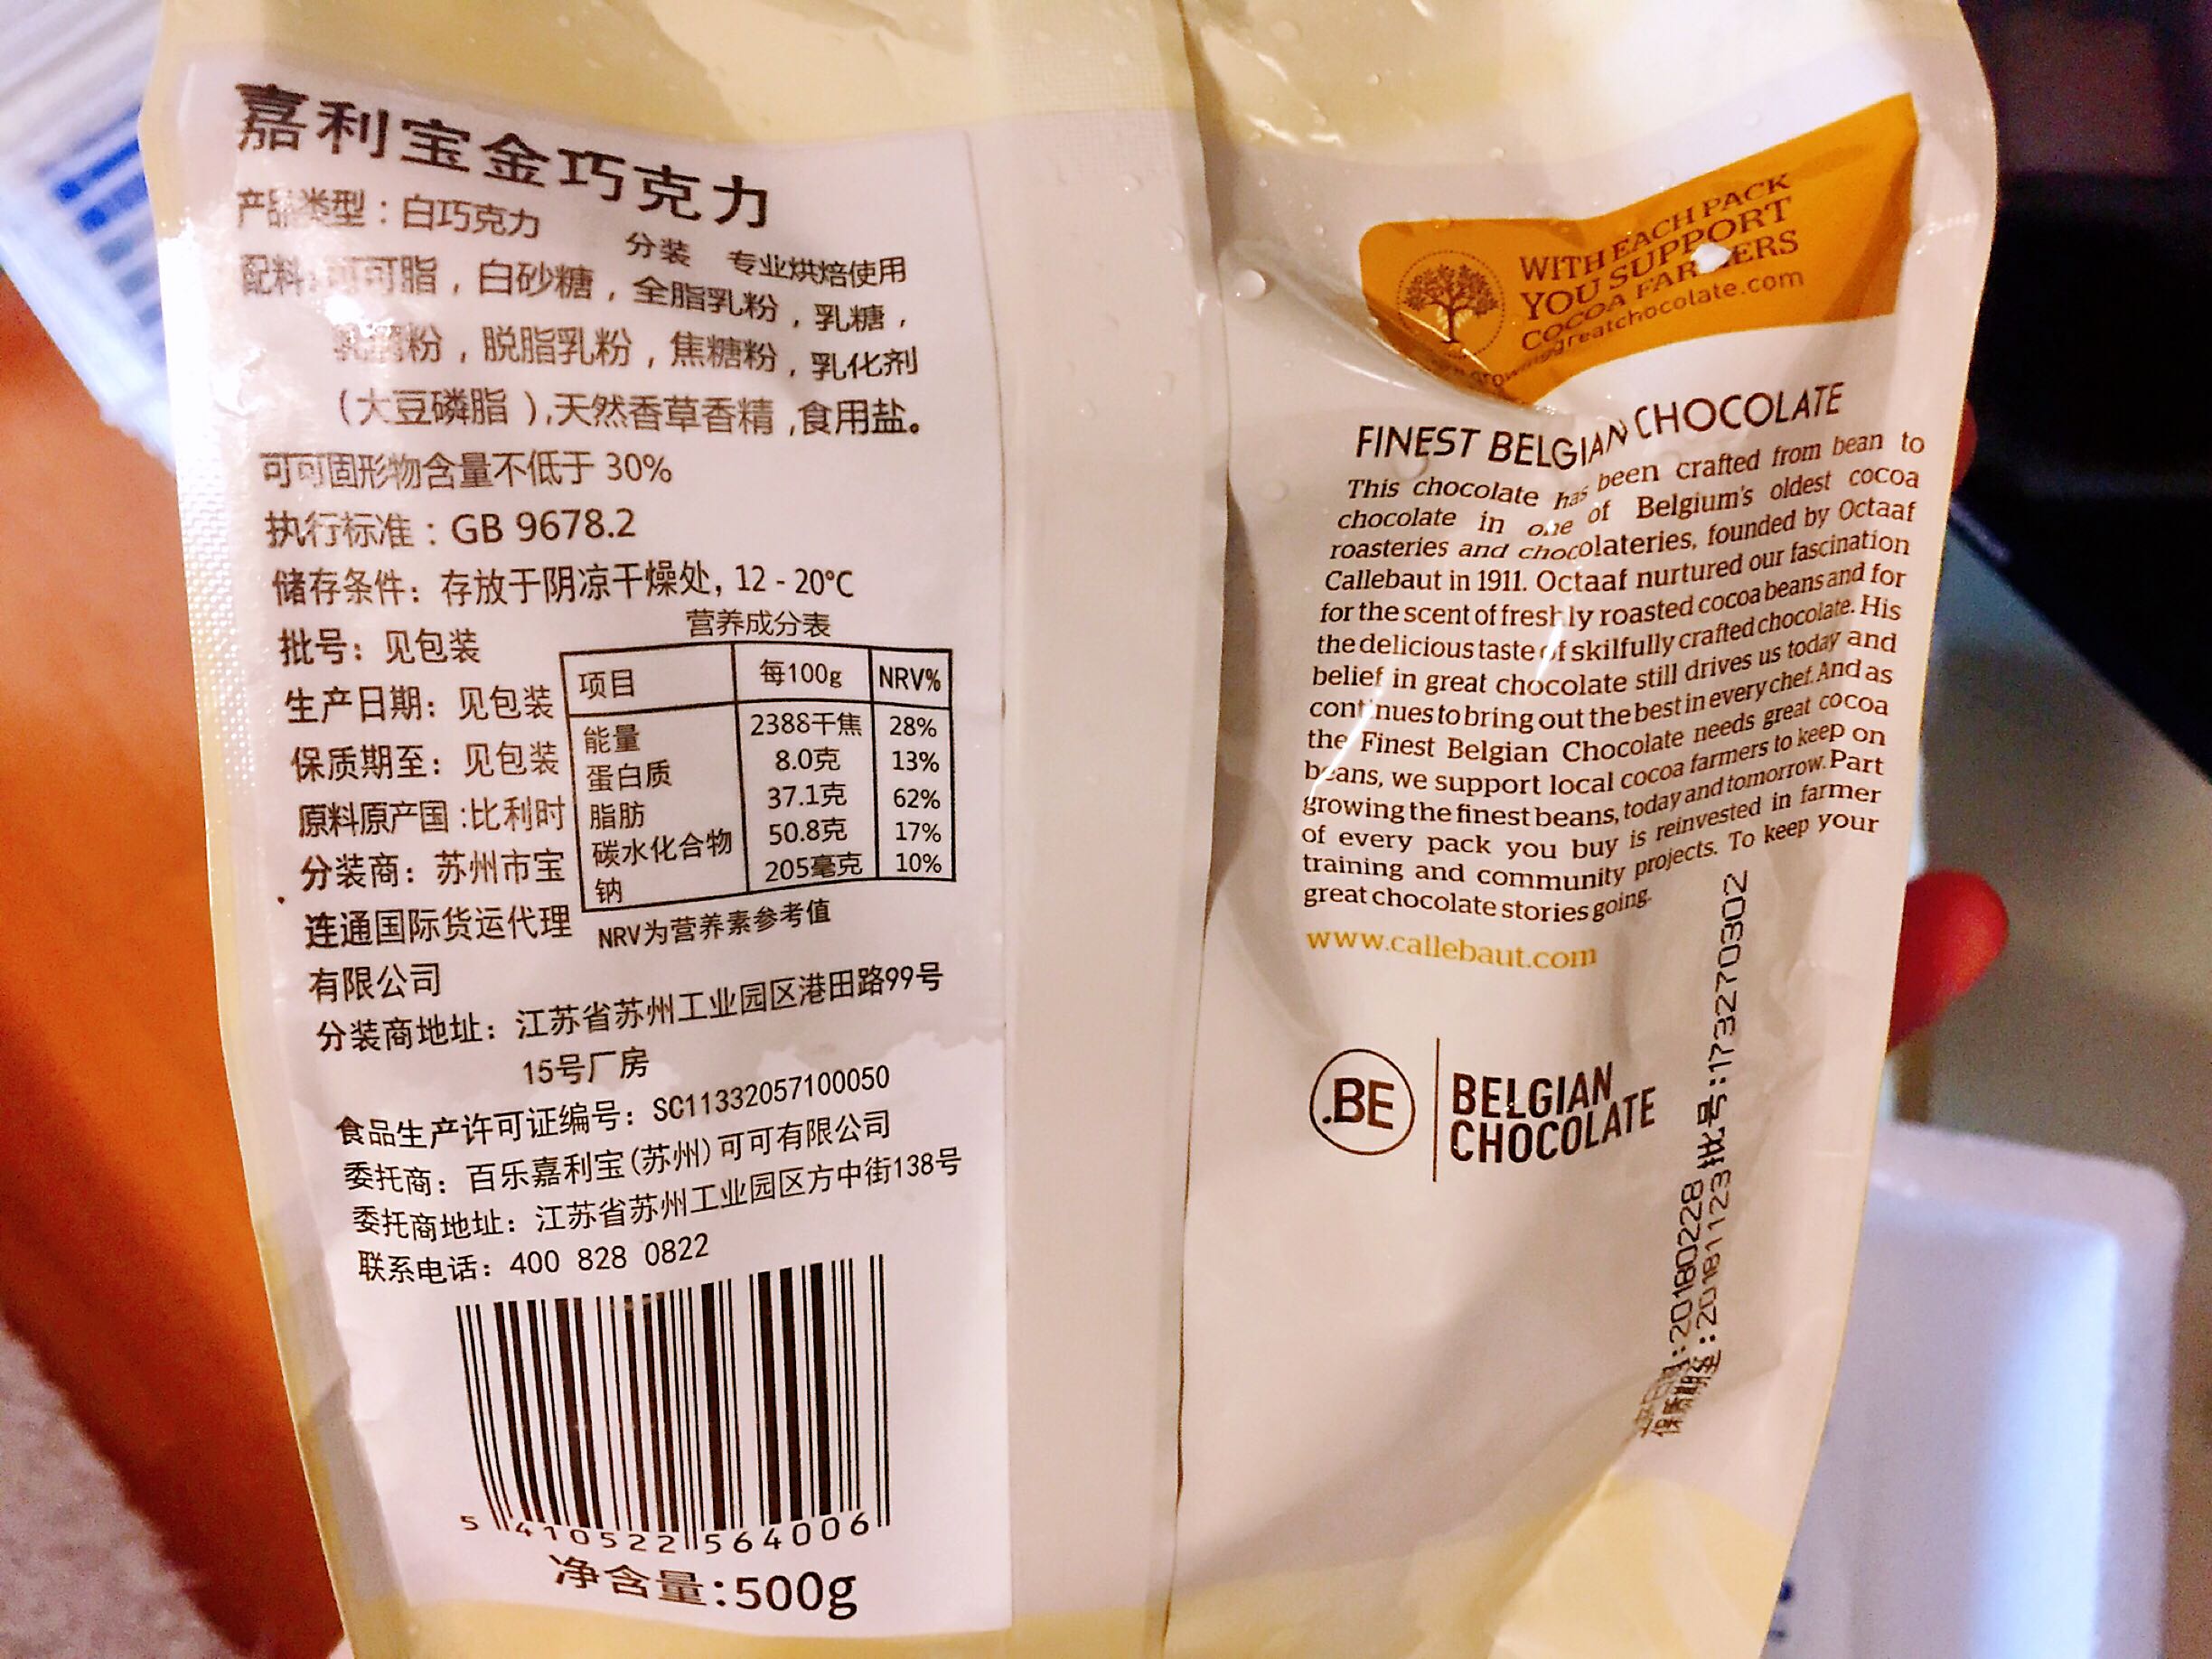 嘉利宝金巧克力
产品类型：白巧克力
分装 专业烘焙使用
配料：可可脂，白砂糖，全脂乳粉，乳糖，
粉，脱脂乳粉，焦糖粉，乳化剂
（大豆磷脂），天然香草香精，食用盐。
可可固形物含量不低于 30%
执行标准：GB 9678.2
储存条件：存放于阴凉干燥处，12 - 20℃
批号：见包装
生产日期：见包装
保质期至：见包装
原料原产国：比利时
分装商：苏州市宝
连通国际货运代理
有限公司
营养成分表
项目 每100g NRV%
能量 2388千焦 28%
蛋白质 8.0克 13%
脂肪 37.1克 62%
碳水化合物 50.8克 17%
钠 205毫克 10%
NRV为营养素参考值
分装商地址：江苏省苏州工业园区港田路99号
15号厂房
食品生产许可证编号：SC11332057100050
委托商：百乐嘉利宝(苏州)可可有限公司
委托商地址：江苏省苏州工业园区方中街138号
联系电话：400 828 0822
5 410522 564006
净含量:500g
WITH EACH PACK
YOU SUPPORT
COCOA FARMERS
growinggreatchocolate.com
FINEST BELGIAN CHOCOLATE
This chocolate has been crafted from bean to
chocolate in one of Belgium's oldest cocoa
roasteries and chocolateries, founded by Octaaf
Callebaut in 1911. Octaaf nurtured our fascination
for the scent of freshly roasted cocoa beans and for
the delicious taste of skilfully crafted chocolate. His
belief in great chocolate still drives us today and
continues to bring out the best in every chef. And as
the Finest Belgian Chocolate needs great cocoa
beans, we support local cocoa farmers to keep on
growing the finest beans, today and tomorrow. Part
of every pack you buy is reinvested in farmer
training and community projects. To keep your
great chocolate stories going.
www.callebaut.com
.BE
BELGIAN
CHOCOLATE
:20180228
保质期至:20181123 批号:173270302